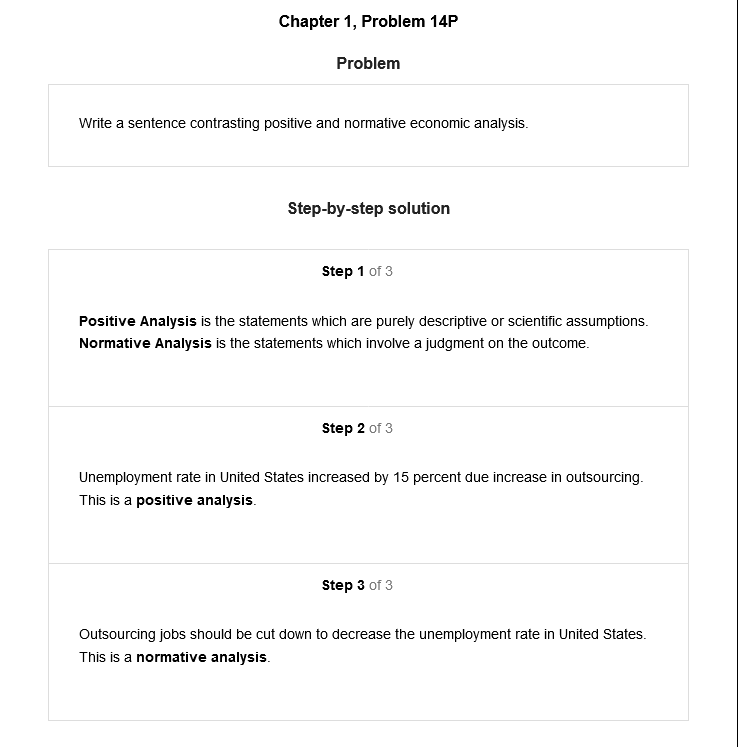 Chapter 1, Problem 14P
Problem
Write a sentence contrasting positive and normative economic analysis.
Step-by-step solution
Step 1 of 3
Positive Analysis is the statements which are purely descriptive or scientific assumptions.
Normative Analysis is the statements which involve a judgment on the outcome.
Step 2 of 3
Unemployment rate in United States increased by 15 percent due increase in outsourcing.
This is a positive analysis.
Step 3 of 3
Outsourcing jobs should be cut down to decrease the unemployment rate in United States.
This is a normative analysis.